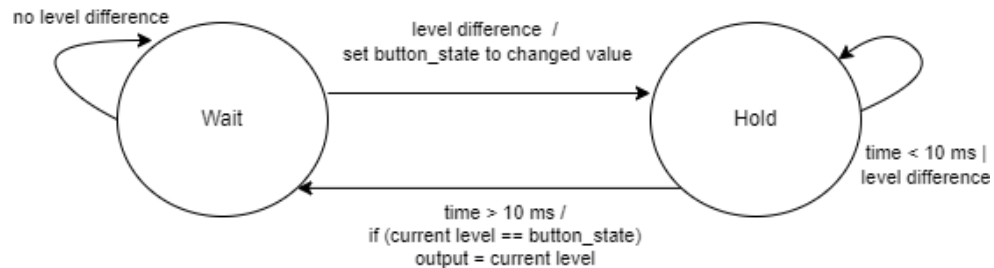 no level difference
level difference /
set button_state to changed value
Wait
Hold
time < 10 ms |
level difference
time > 10 ms /
if (current level == button_state)
output = current level